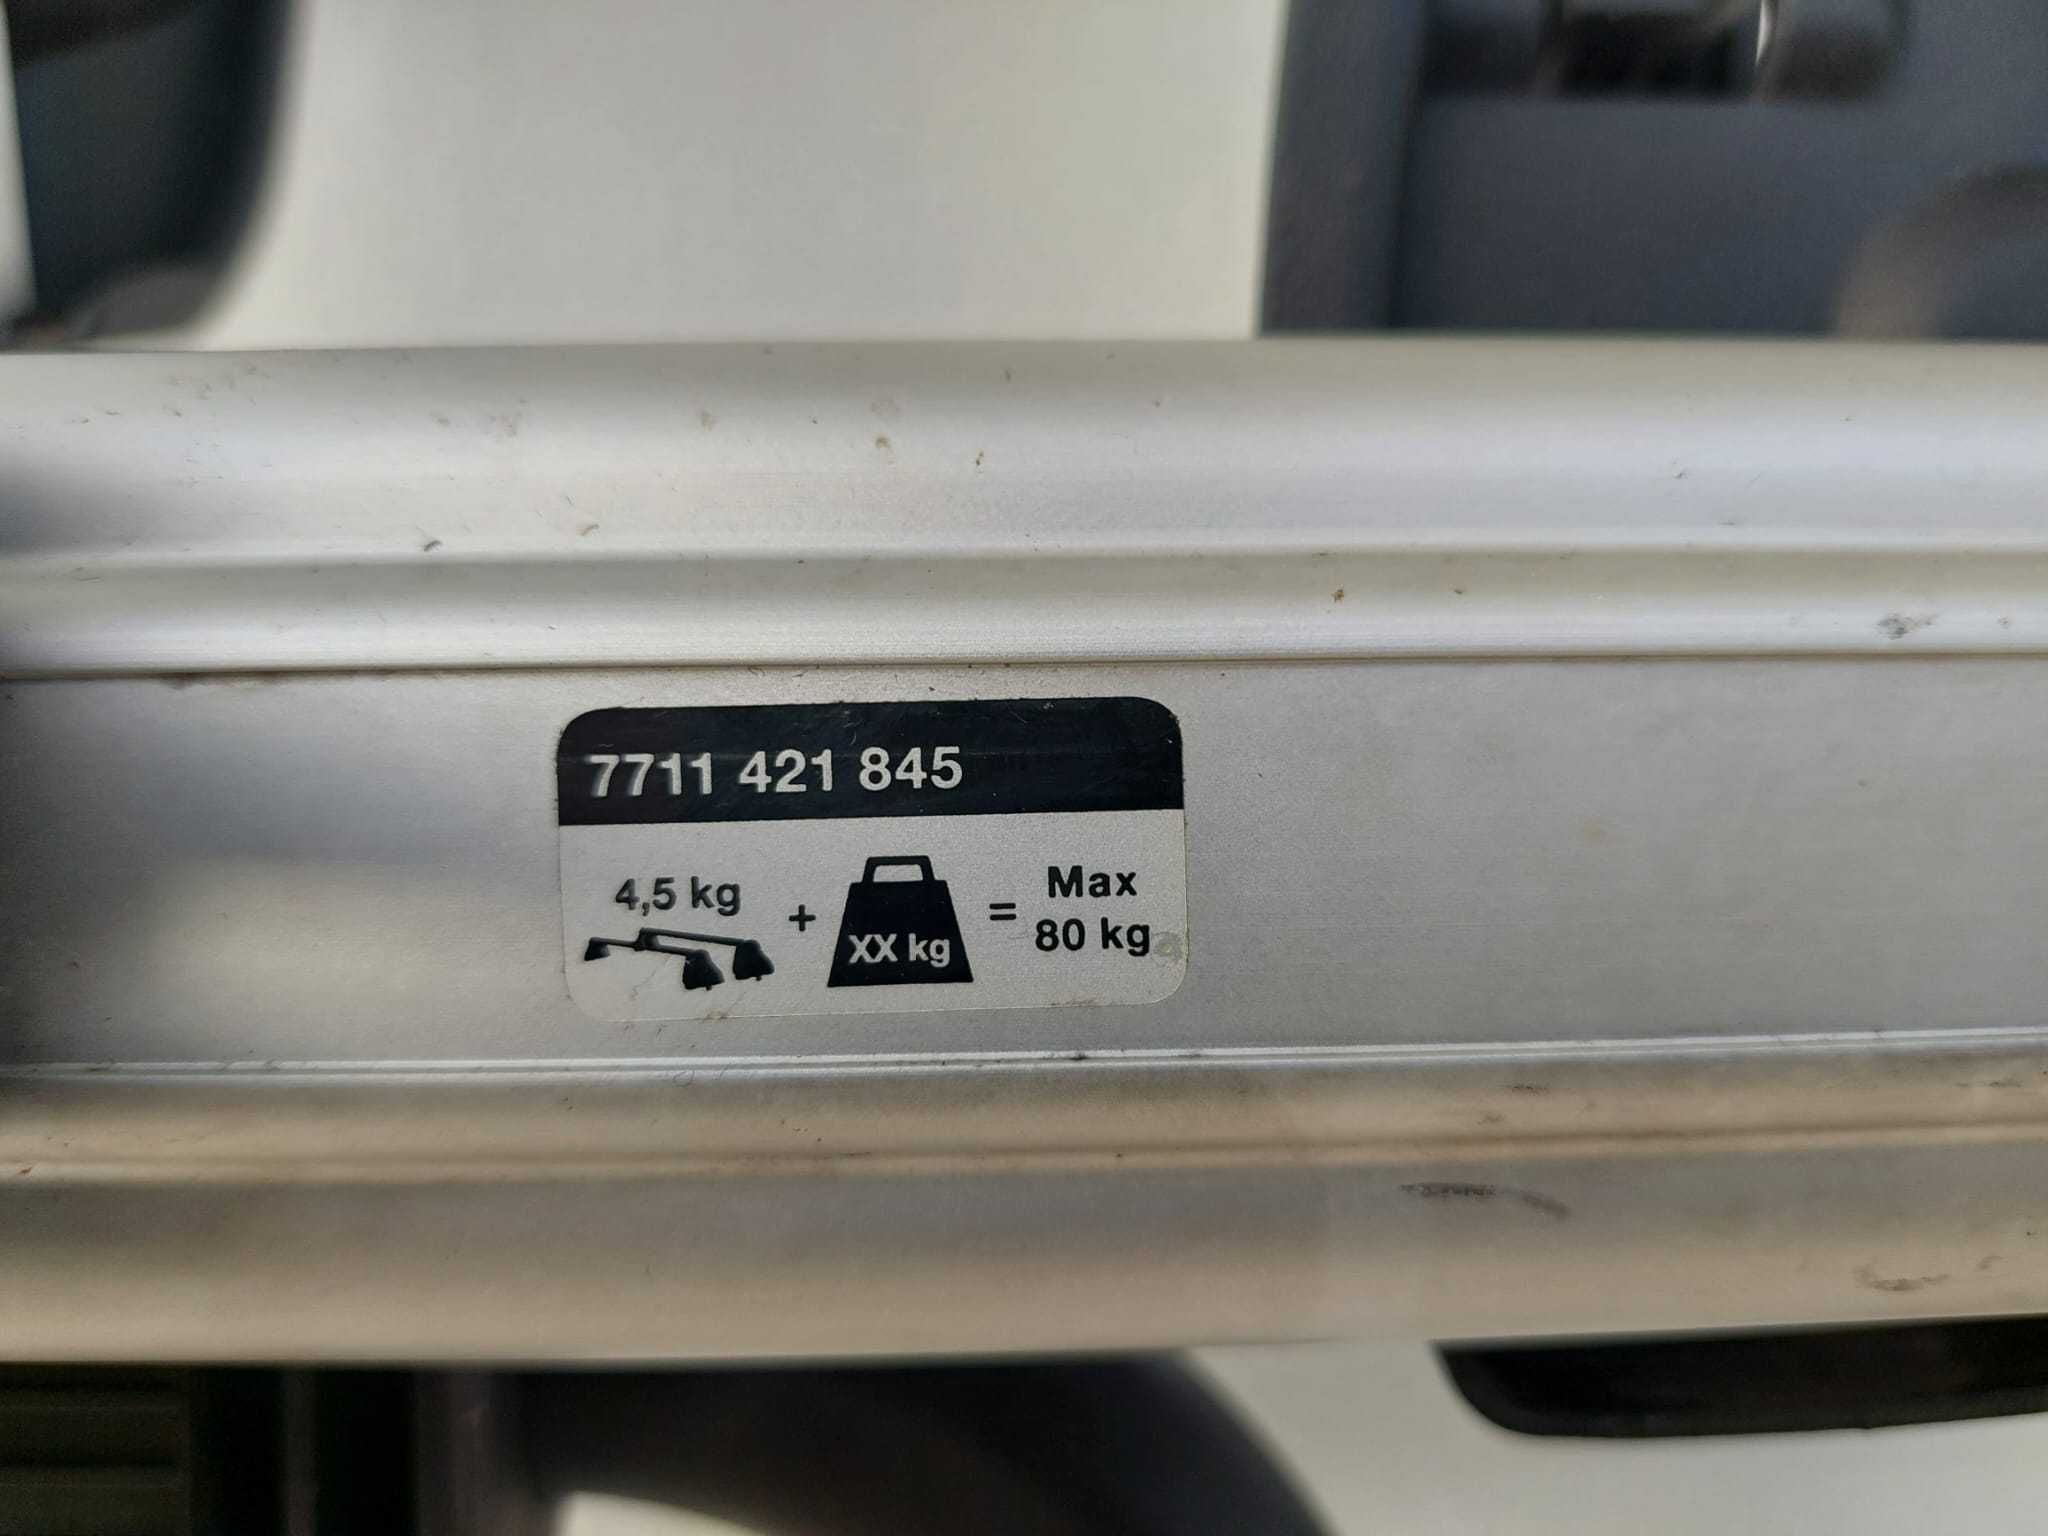 7711 421 845
4,5 kg
+
XX kg
=
Max
80 kg